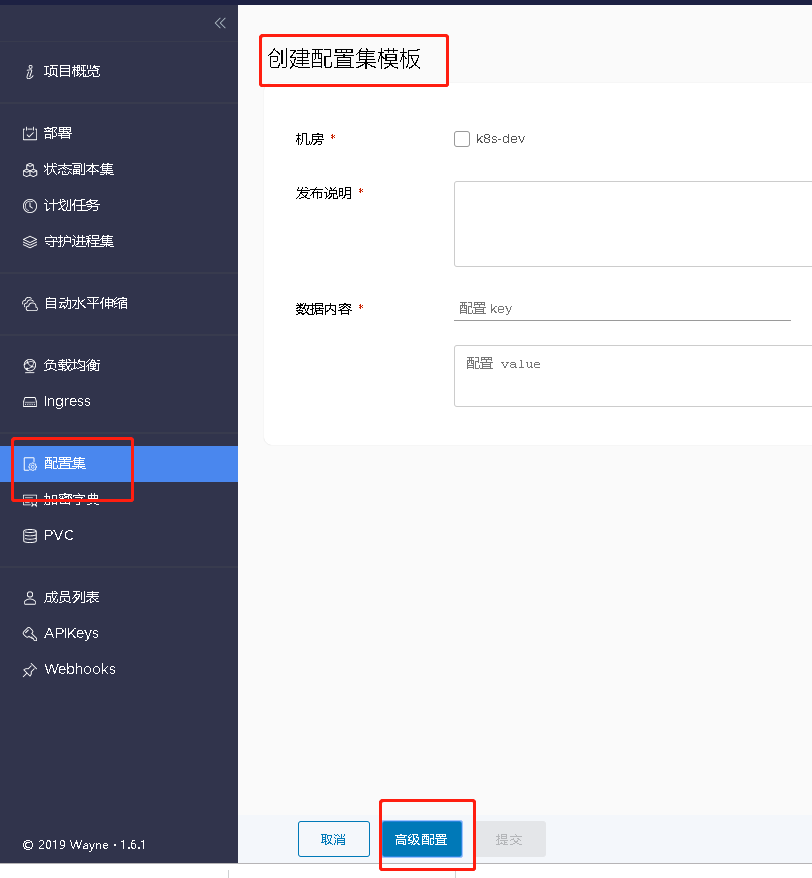 项目概览
部署
状态副本集
计划任务
守护进程集
自动水平伸缩
负载均衡
Ingress
配置集
加密字典
PVC
成员列表
APIKeys
Webhooks
© 2019 Wayne · 1.6.1
创建配置集模板
机房 * k8s-dev
发布说明 *
数据内容 * 配置 key
配置 value
取消 高级配置 提交